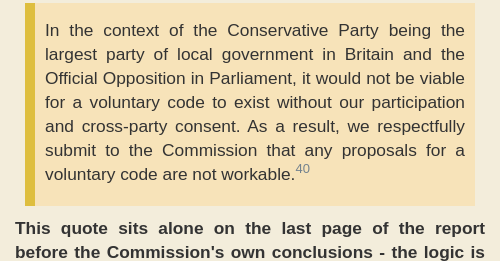 In the context of the Conservative Party being the
largest party of local government in Britain and the
Official Opposition in Parliament, it would not be viable
for a voluntary code to exist without our participation
and cross-party consent. As a result, we respectfully
submit to the Commission that any proposals for a
voluntary code are not workable.40
This quote sits alone on the last page of the report
before the Commission's own conclusions - the logic is